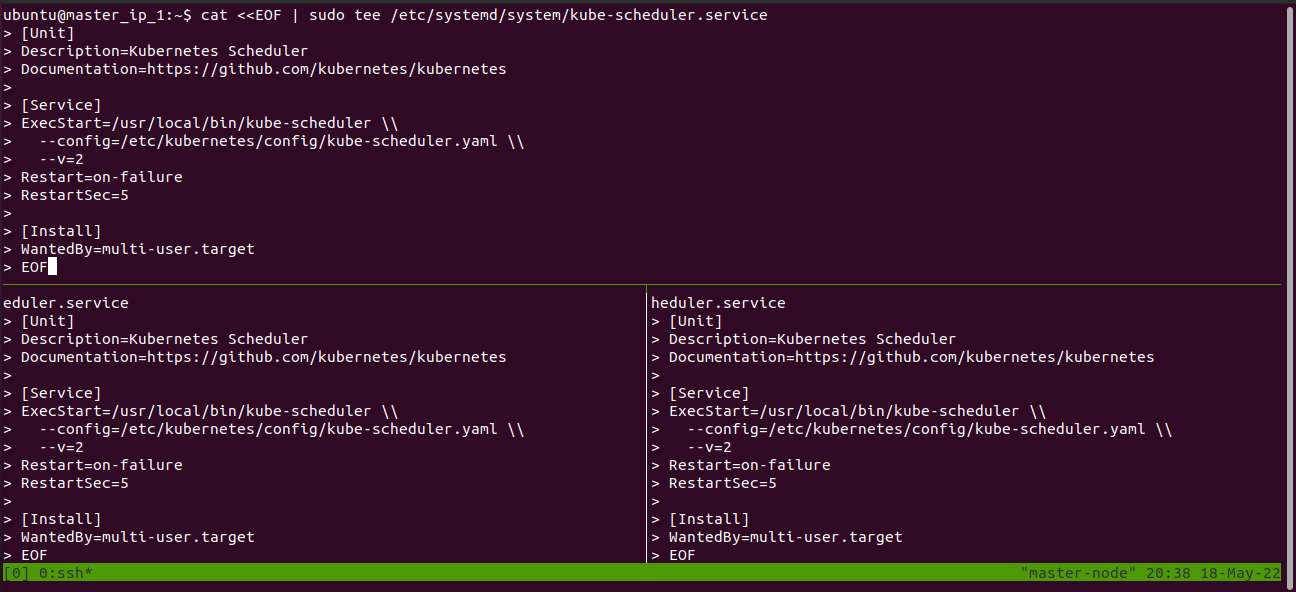 ubuntu@master_ip_1:~$ cat <<EOF | sudo tee /etc/systemd/system/kube-scheduler.service
> [Unit]
> Description=Kubernetes Scheduler
> Documentation=https://github.com/kubernetes/kubernetes
>
> [Service]
> ExecStart=/usr/local/bin/kube-scheduler \\
>   --config=/etc/kubernetes/config/kube-scheduler.yaml \\
>   --v=2
> Restart=on-failure
> RestartSec=5
>
> [Install]
> WantedBy=multi-user.target
> EOF
eduler.service
> [Unit]
> Description=Kubernetes Scheduler
> Documentation=https://github.com/kubernetes/kubernetes
>
> [Service]
> ExecStart=/usr/local/bin/kube-scheduler \\
>   --config=/etc/kubernetes/config/kube-scheduler.yaml \\
>   --v=2
> Restart=on-failure
> RestartSec=5
>
> [Install]
> WantedBy=multi-user.target
> EOF
heduler.service
> [Unit]
> Description=Kubernetes Scheduler
> Documentation=https://github.com/kubernetes/kubernetes
>
> [Service]
> ExecStart=/usr/local/bin/kube-scheduler \\
>   --config=/etc/kubernetes/config/kube-scheduler.yaml \\
>   --v=2
> Restart=on-failure
> RestartSec=5
>
> [Install]
> WantedBy=multi-user.target
> EOF
[0] 0:ssh* "master-node" 20:38 18-May-22